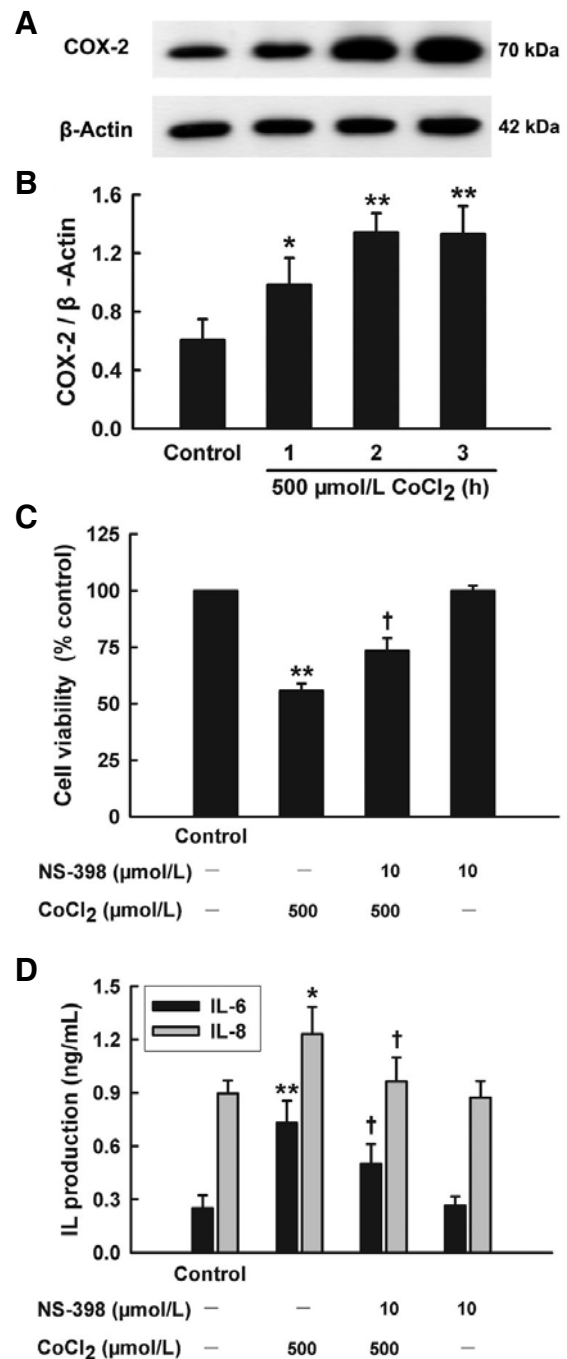 A
COX-2
70 kDa
β-Actin
42 kDa
B
COX-2 / β -Actin
1.6
1.2
0.8
0.4
0.0
*
**
**
Control 1 2 3
500 µmol/L CoCl2 (h)
C
Cell viability (% control)
125
100
75
50
25
0
**
†
Control
NS-398 (µmol/L) – – 10 10
CoCl2 (µmol/L) – 500 500 –
D
IL production (ng/mL)
1.5
1.2
0.9
0.6
0.3
0.0
IL-6
IL-8
**
*
†
†
Control
NS-398 (µmol/L) – – 10 10
CoCl2 (µmol/L) – 500 500 –